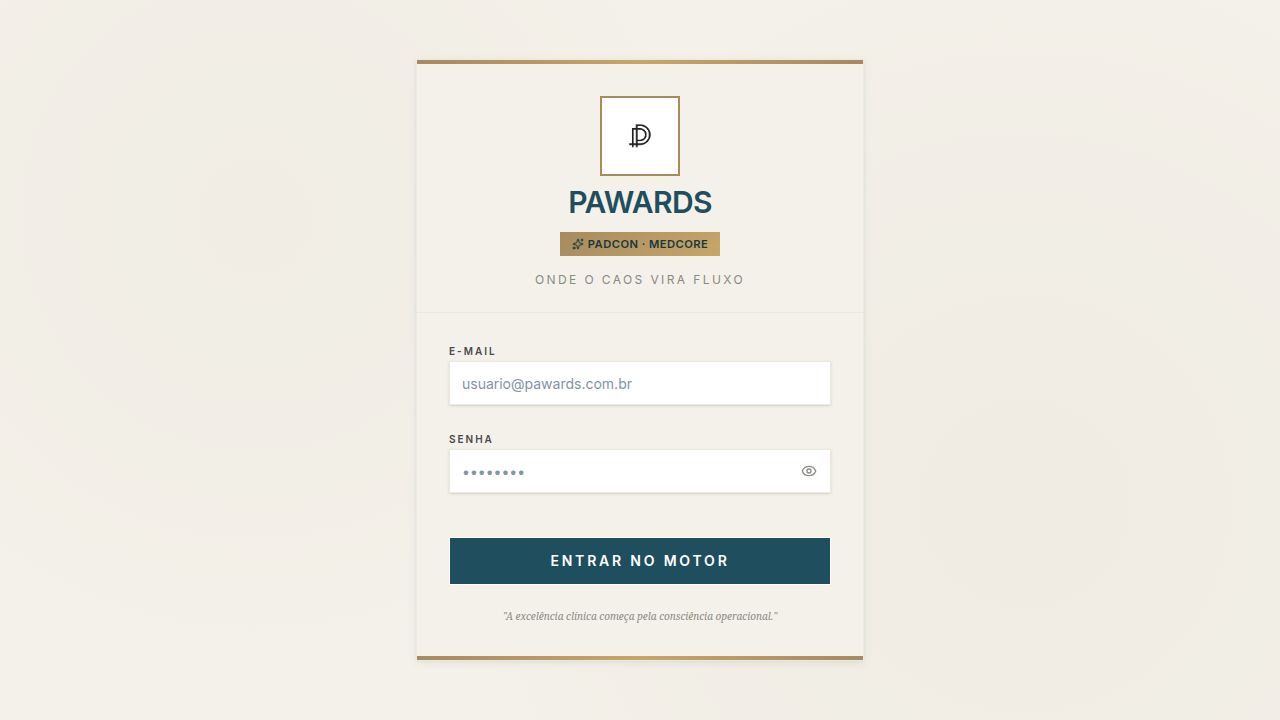 PAWARDS
PADCON · MEDCORE
ONDE O CAOS VIRA FLUXO
E-MAIL
usuario@pawards.com.br
SENHA
••••••••
ENTRAR NO MOTOR
"A excelência clínica começa pela consciência operacional."